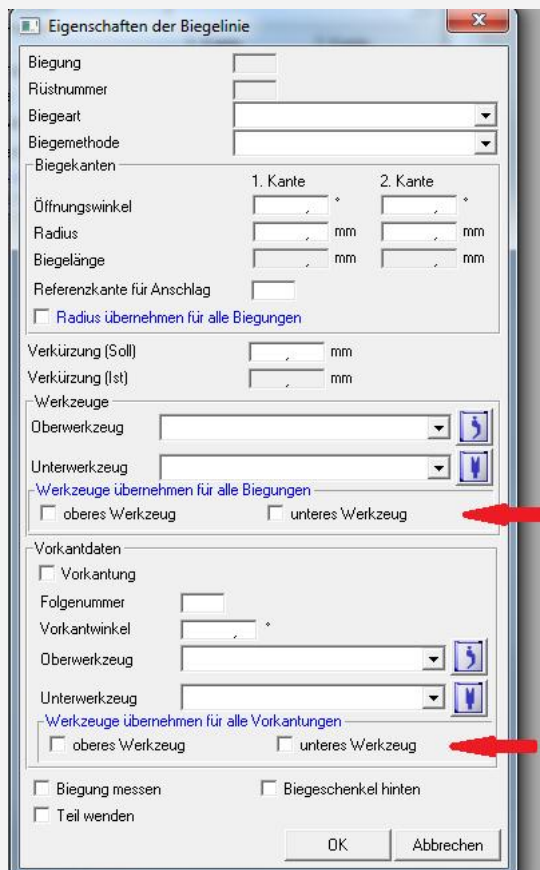 Eigenschaften der Biegelinie
Biegung
Rüstnummer
Biegeart
Biegemethode
Biegekanten
1. Kante 2. Kante
Öffnungswinkel , ° , °
Radius , mm , mm
Biegelänge , mm , mm
Referenzkante für Anschlag
Radius übernehmen für alle Biegungen
Verkürzung (Soll) , mm
Verkürzung (Ist) , mm
Werkzeuge
Oberwerkzeug
Unterwerkzeug
Werkzeuge übernehmen für alle Biegungen
oberes Werkzeug unteres Werkzeug
Vorkantdaten
Vorkantung
Folgenummer
Vorkantwinkel , °
Oberwerkzeug
Unterwerkzeug
Werkzeuge übernehmen für alle Vorkantungen
oberes Werkzeug unteres Werkzeug
Biegung messen Biegeschenkel hinten
Teil wenden
OK Abbrechen